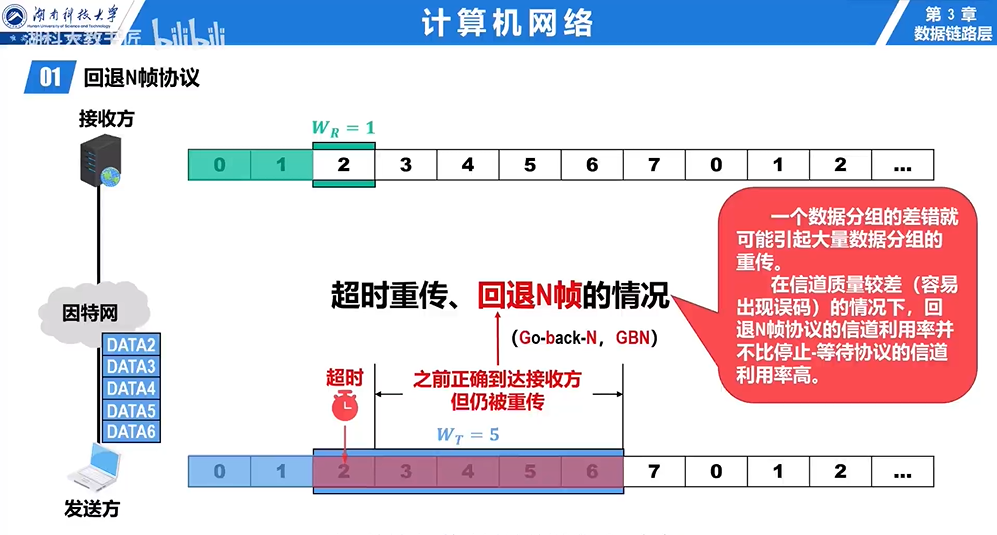 湖南科技大学
Hunan University of Science and Technology
湖科大教书匠 bilibili
计算机网络
第 3 章
数据链路层
01 回退N帧协议
接收方
W_R = 1
0 1 2 3 4 5 6 7 0 1 2 ...
一个数据分组的差错就
可能引起大量数据分组的
重传。
在信道质量较差（容易
出现误码）的情况下，回
退N帧协议的信道利用率并
不比停止-等待协议的信道
利用率高。
超时重传、回退N帧的情况
（Go-back-N，GBN）
因特网
DATA2
DATA3
DATA4
DATA5
DATA6
超时
之前正确到达接收方
但仍被重传
W_T = 5
0 1 2 3 4 5 6 7 0 1 2 ...
发送方